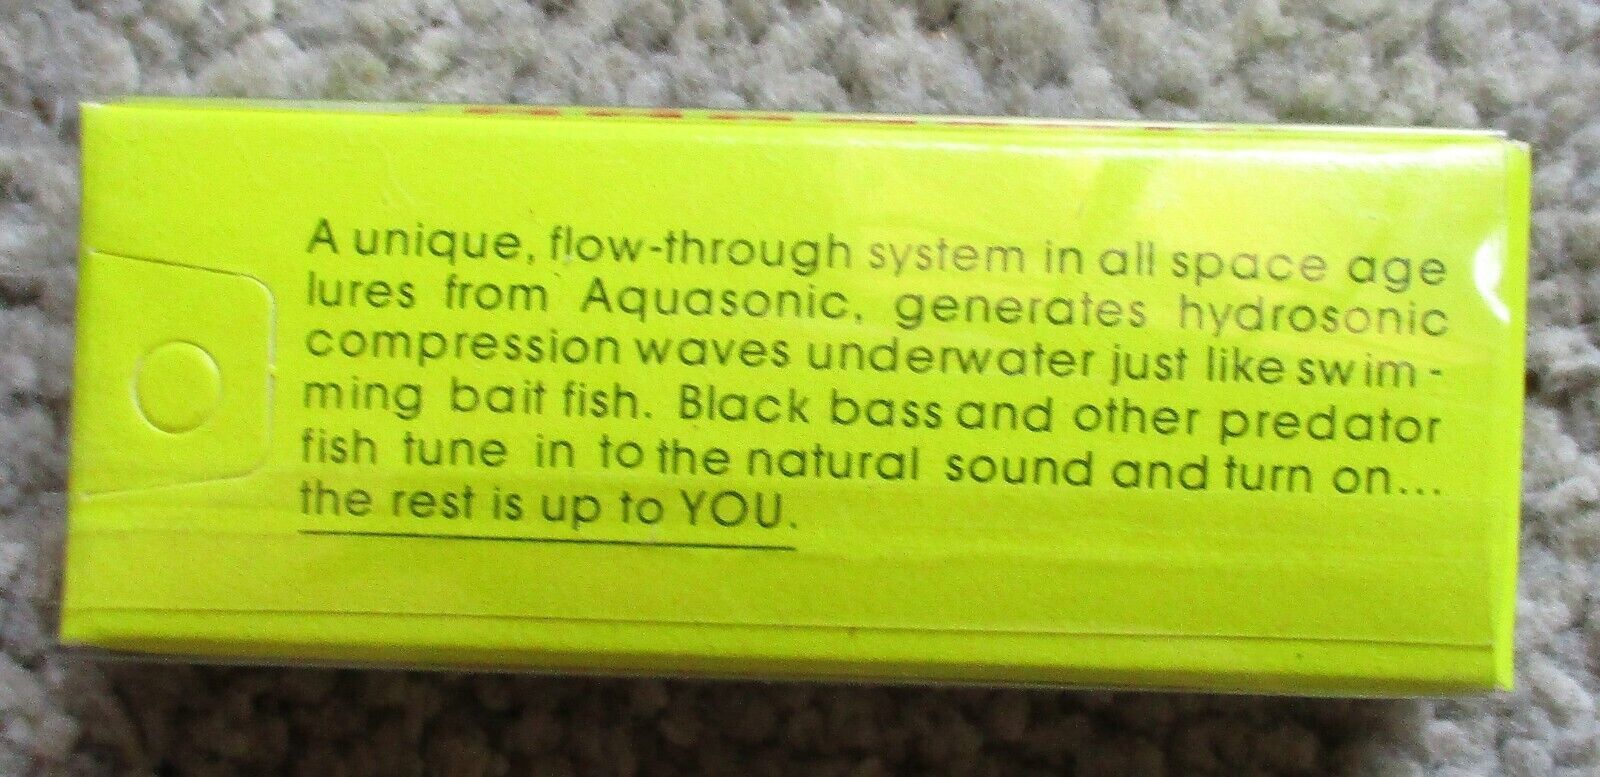 A unique, flow-through system in all space age
lures from Aquasonic, generates hydrosonic
compression waves underwater just like swim-
ming bait fish. Black bass and other predator
fish tune in to the natural sound and turn on...
the rest is up to YOU.